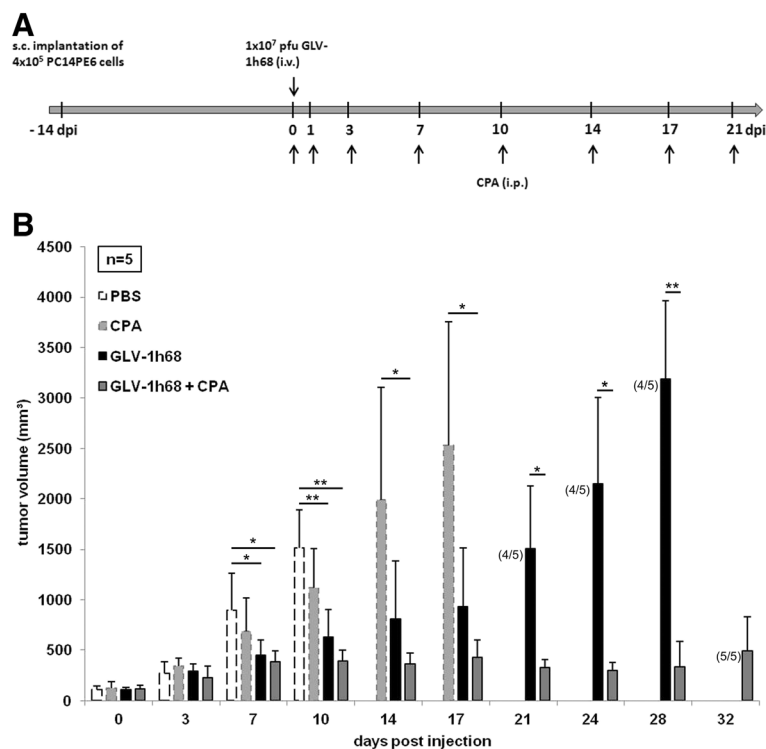 A
s.c. implantation of
4x10⁵ PC14PE6 cells
1x10⁷ pfu GLV-
1h68 (i.v.)
- 14 dpi 0 1 3 7 10 14 17 21 dpi
CPA (i.p.)
B
n=5
PBS
CPA
GLV-1h68
GLV-1h68 + CPA
tumor volume (mm³)
4500
4000
3500
3000
2500
2000
1500
1000
500
0
*
*
**
**
*
*
*
*
**
(4/5)
(4/5)
(4/5)
(5/5)
0 3 7 10 14 17 21 24 28 32
days post injection